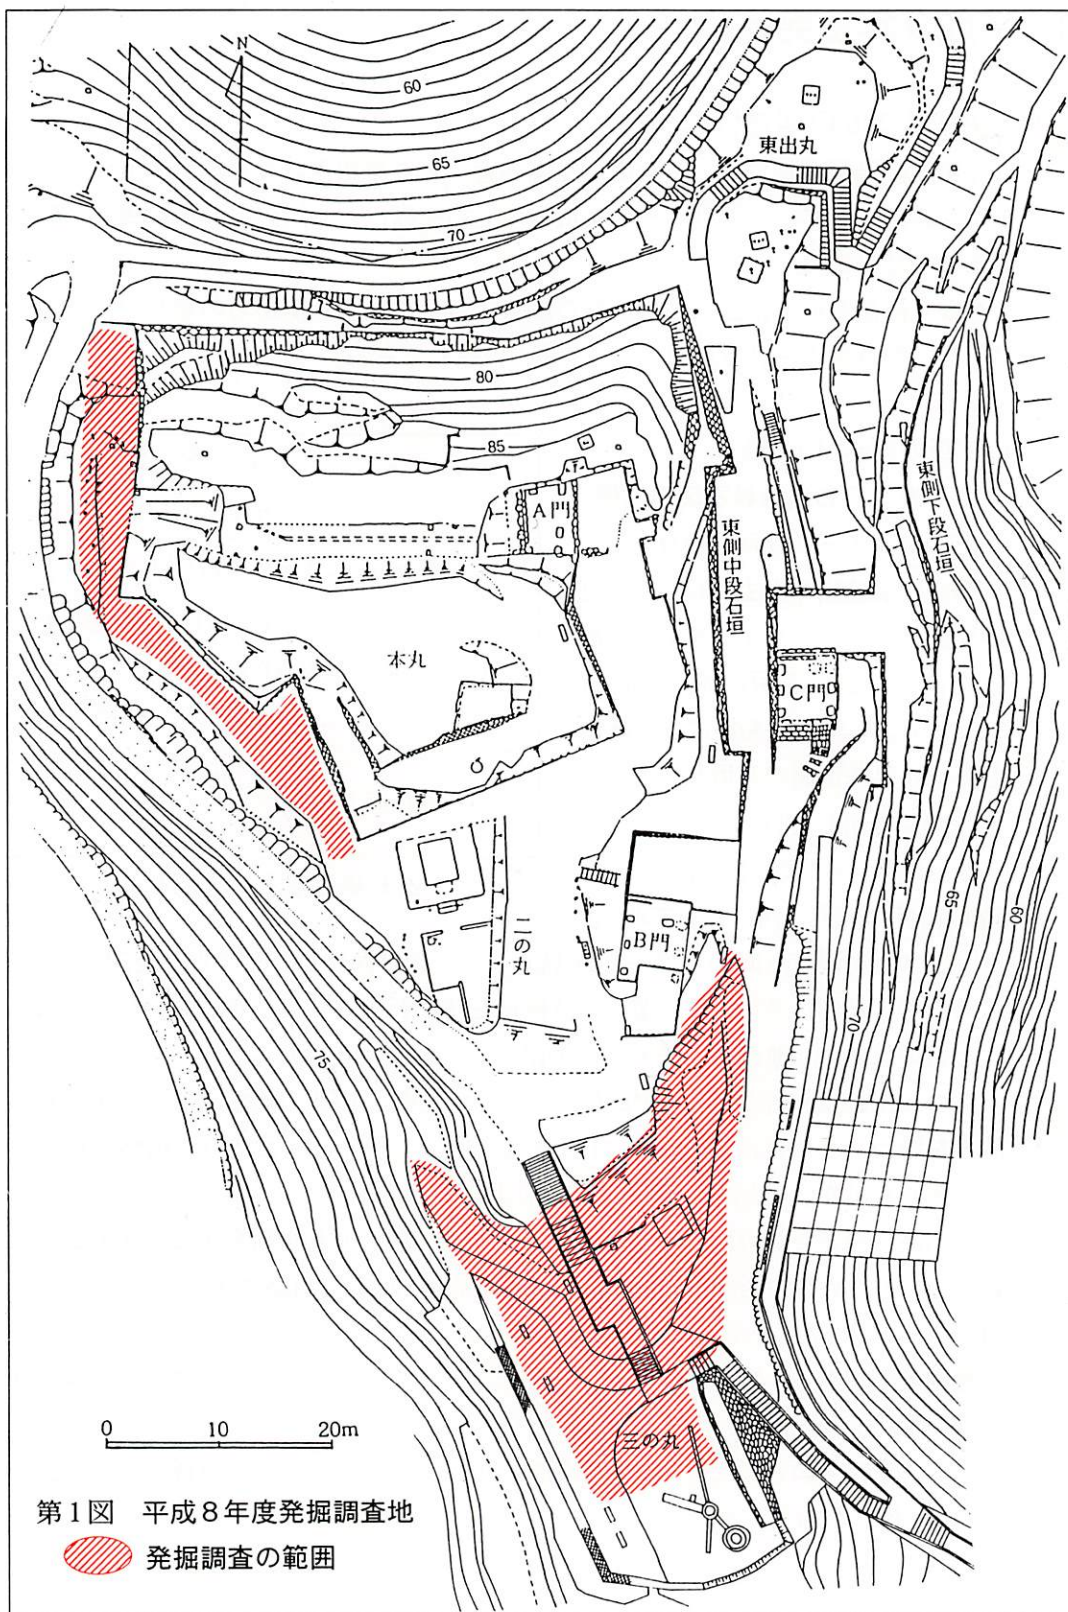 N
60
65
70
東出丸
80
85
A門
東側中段石垣
東側下段石垣
本丸
C門
二の丸
B門
65
60
70
75
三の丸
0 10 20m
第1図 平成8年度発掘調査地
発掘調査の範囲